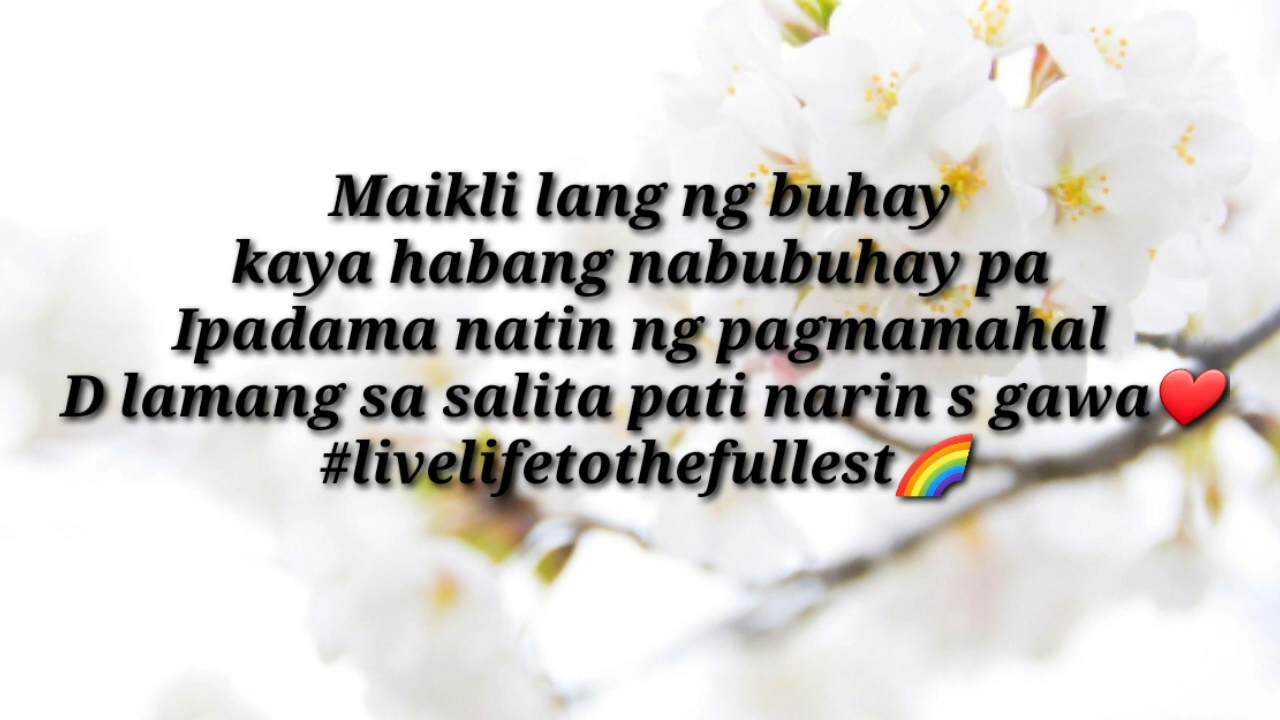 Maikli lang ng buhay
kaya habang nabubuhay pa
Ipadama natin ng pagmamahal
D lamang sa salita pati narin s gawa❤️
#livelifetothefullest🌈